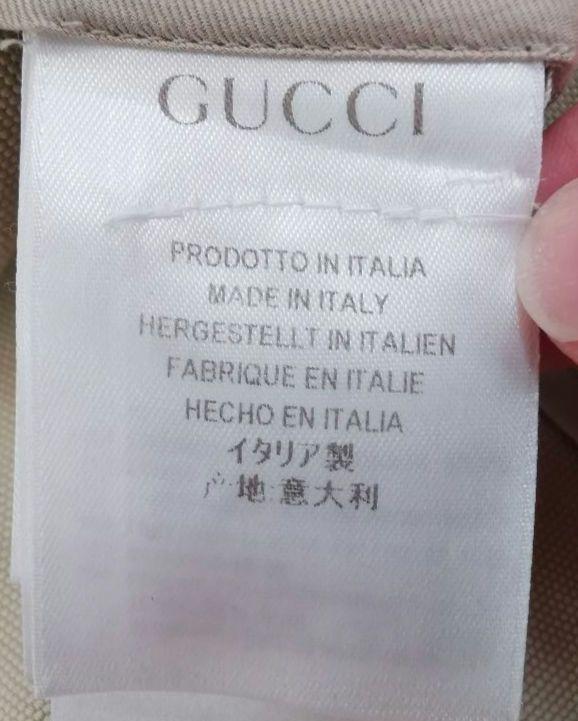 GUCCI
PRODOTTO IN ITALIA
MADE IN ITALY
HERGESTELLT IN ITALIEN
FABRIQUE EN ITALIE
HECHO EN ITALIA
イタリア製
产地意大利